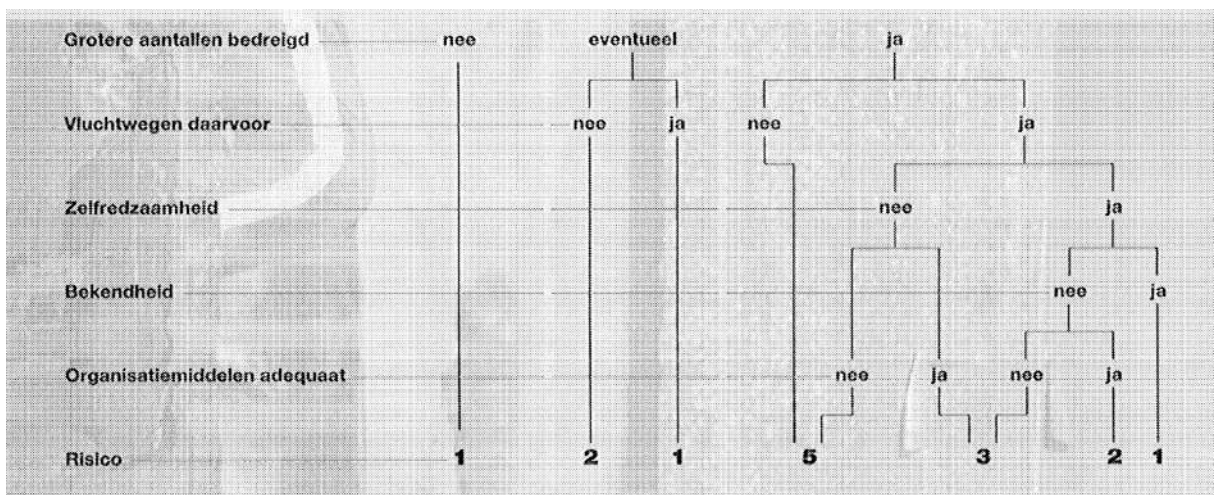 Grotere aantallen bedreigd nee eventueel ja
Vluchtwegen daarvoor nee ja nee ja
Zelfredzaamheid nee ja
Bekendheid nee ja
Organisatiemiddelen adequaat nee ja nee ja
Risico 1 2 1 5 3 2 1